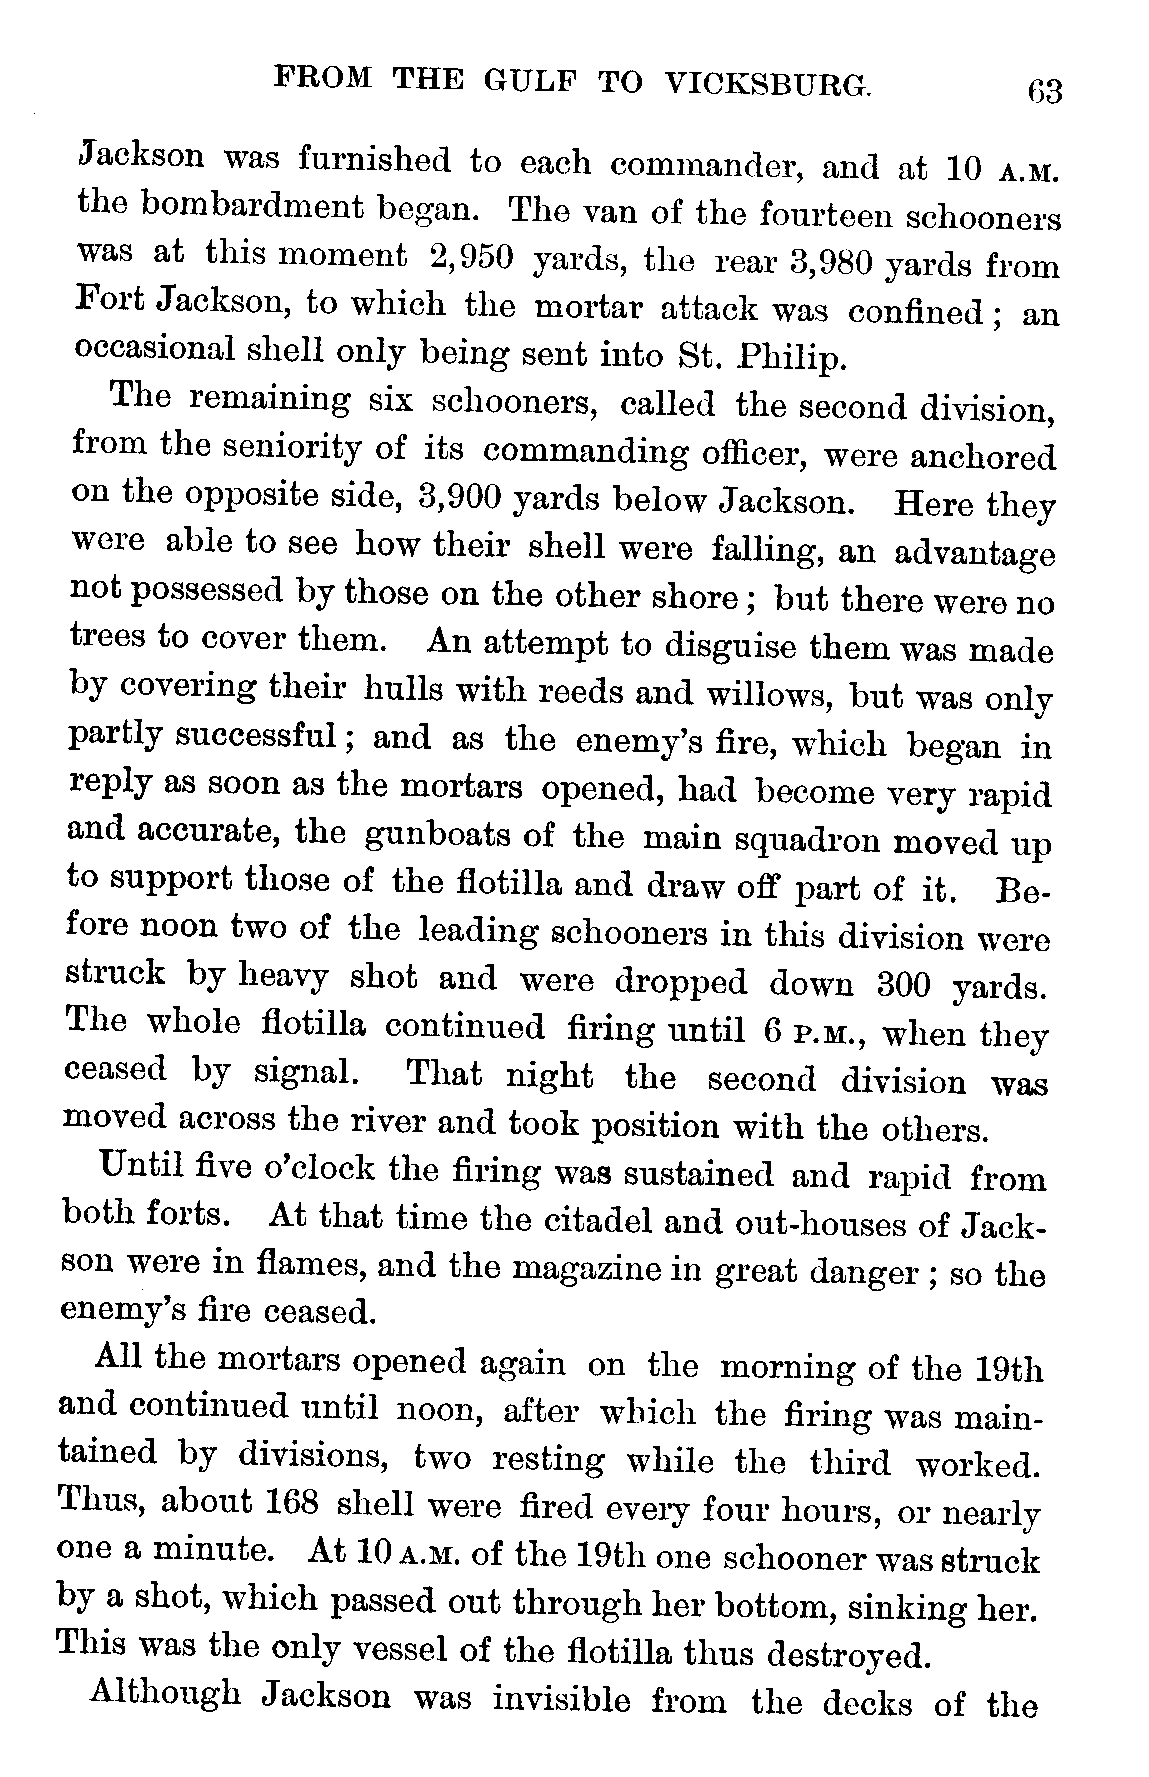 FROM THE GULF TO VICKSBURG. 63
Jackson was furnished to each commander, and at 10 A.M.
the bombardment began. The van of the fourteen schooners
was at this moment 2,950 yards, the rear 3,980 yards from
Fort Jackson, to which the mortar attack was confined; an
occasional shell only being sent into St. Philip.
The remaining six schooners, called the second division,
from the seniority of its commanding officer, were anchored
on the opposite side, 3,900 yards below Jackson. Here they
were able to see how their shell were falling, an advantage
not possessed by those on the other shore; but there were no
trees to cover them. An attempt to disguise them was made
by covering their hulls with reeds and willows, but was only
partly successful; and as the enemy's fire, which began in
reply as soon as the mortars opened, had become very rapid
and accurate, the gunboats of the main squadron moved up
to support those of the flotilla and draw off part of it. Be-
fore noon two of the leading schooners in this division were
struck by heavy shot and were dropped down 300 yards.
The whole flotilla continued firing until 6 P.M., when they
ceased by signal. That night the second division was
moved across the river and took position with the others.
Until five o'clock the firing was sustained and rapid from
both forts. At that time the citadel and out-houses of Jack-
son were in flames, and the magazine in great danger; so the
enemy's fire ceased.
All the mortars opened again on the morning of the 19th
and continued until noon, after which the firing was main-
tained by divisions, two resting while the third worked.
Thus, about 168 shell were fired every four hours, or nearly
one a minute. At 10 A.M. of the 19th one schooner was struck
by a shot, which passed out through her bottom, sinking her.
This was the only vessel of the flotilla thus destroyed.
Although Jackson was invisible from the decks of the